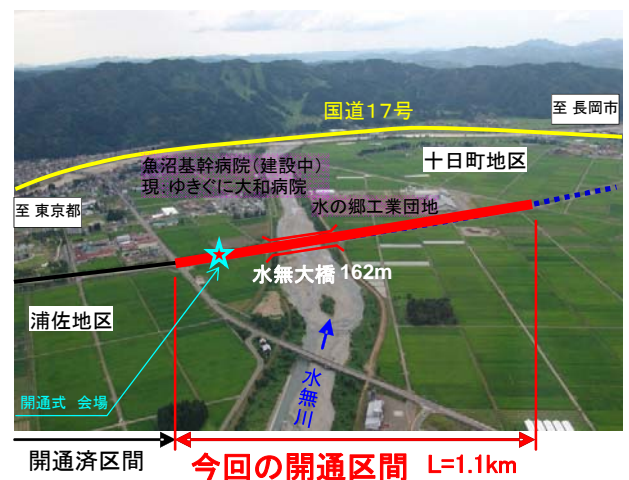 国道17号
至 長岡市
魚沼基幹病院(建設中)
現:ゆきぐに大和病院
十日町地区
至 東京都
水の郷工業団地
水無大橋 162m
浦佐地区
水無川
開通式 会場
開通済区間
今回の開通区間 L=1.1km